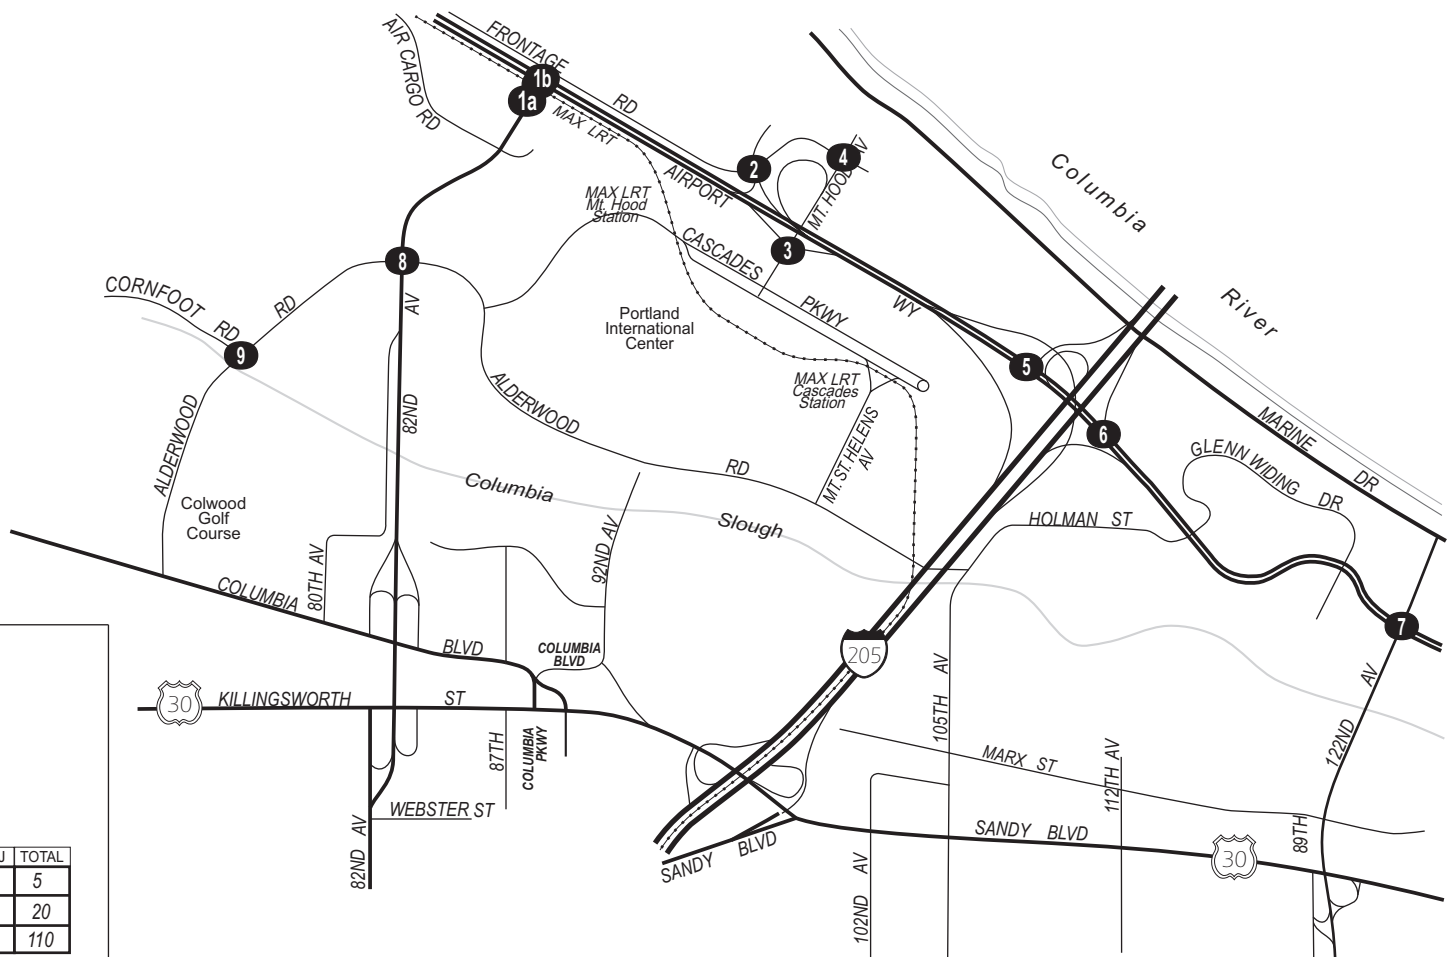 FRONTAGE
RD
AIR CARGO RD
1b
1a
MAX LRT
2
4
MT. HOOD AV
AIRPORT
WY
MAX LRT
Mt. Hood
Station
3
CASCADES
PKWY
Columbia
River
8
CORNFOOT
RD
RD
AV
9
Portland
International
Center
5
MAX LRT
Cascades
Station
ALDERWOOD
82ND
ALDERWOOD
RD
MT. ST. HELENS
AV
6
MARINE
DR
GLENN WIDING
DR
Columbia
Slough
HOLMAN ST
Colwood
Golf
Course
80TH AV
92ND AV
COLUMBIA
BLVD
COLUMBIA
BLVD
205
7
30
KILLINGSWORTH
ST
87TH
COLUMBIA
PKWY
105TH AV
MARX ST
112TH AV
122ND
AV
WEBSTER ST
82ND AV
SANDY BLVD
SANDY BLVD
30
89TH
102ND AV
J
TOTAL
5
20
110